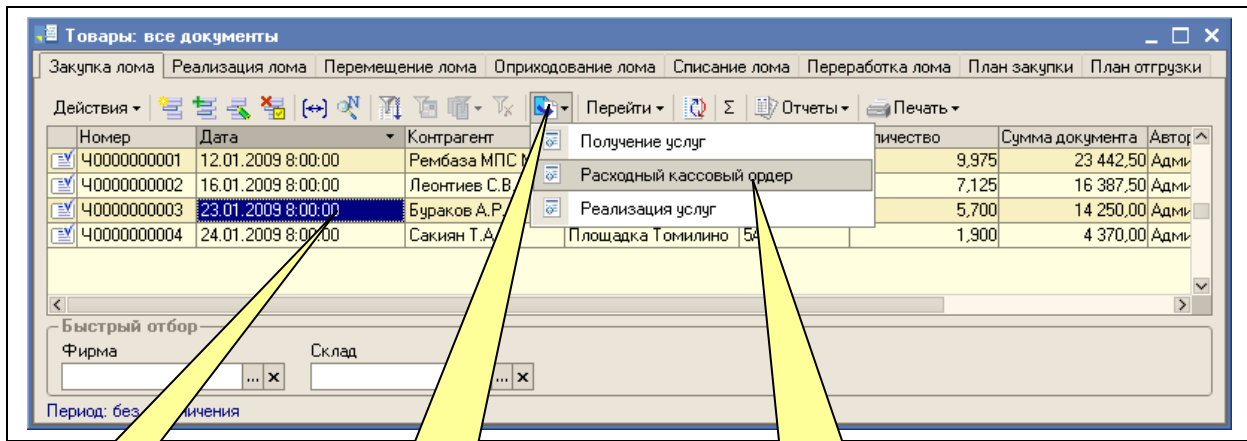 Товары: все документы
Закупка лома Реализация лома Перемещение лома Оприходование лома Списание лома Переработка лома План закупки План отгрузки
Действия Перейти Σ Отчеты Печать
Номер Дата Контрагент Сумма документа
Получение услуг
Расходный кассовый ордер
Реализация услуг
Ч0000000001 12.01.2009 8:00:00 Рембаза МПС 9,975 23 442,50
Ч0000000002 16.01.2009 8:00:00 Леонтиев С.В. 7,125 16 387,50
Ч0000000003 23.01.2009 8:00:00 Бураков А.Р. 5,700 14 250,00
Ч0000000004 24.01.2009 8:00:00 Сакиян Т.А. Площадка Томилино 1,900 4 370,00
Быстрый отбор
Фирма Склад
... x ... x
Период: без